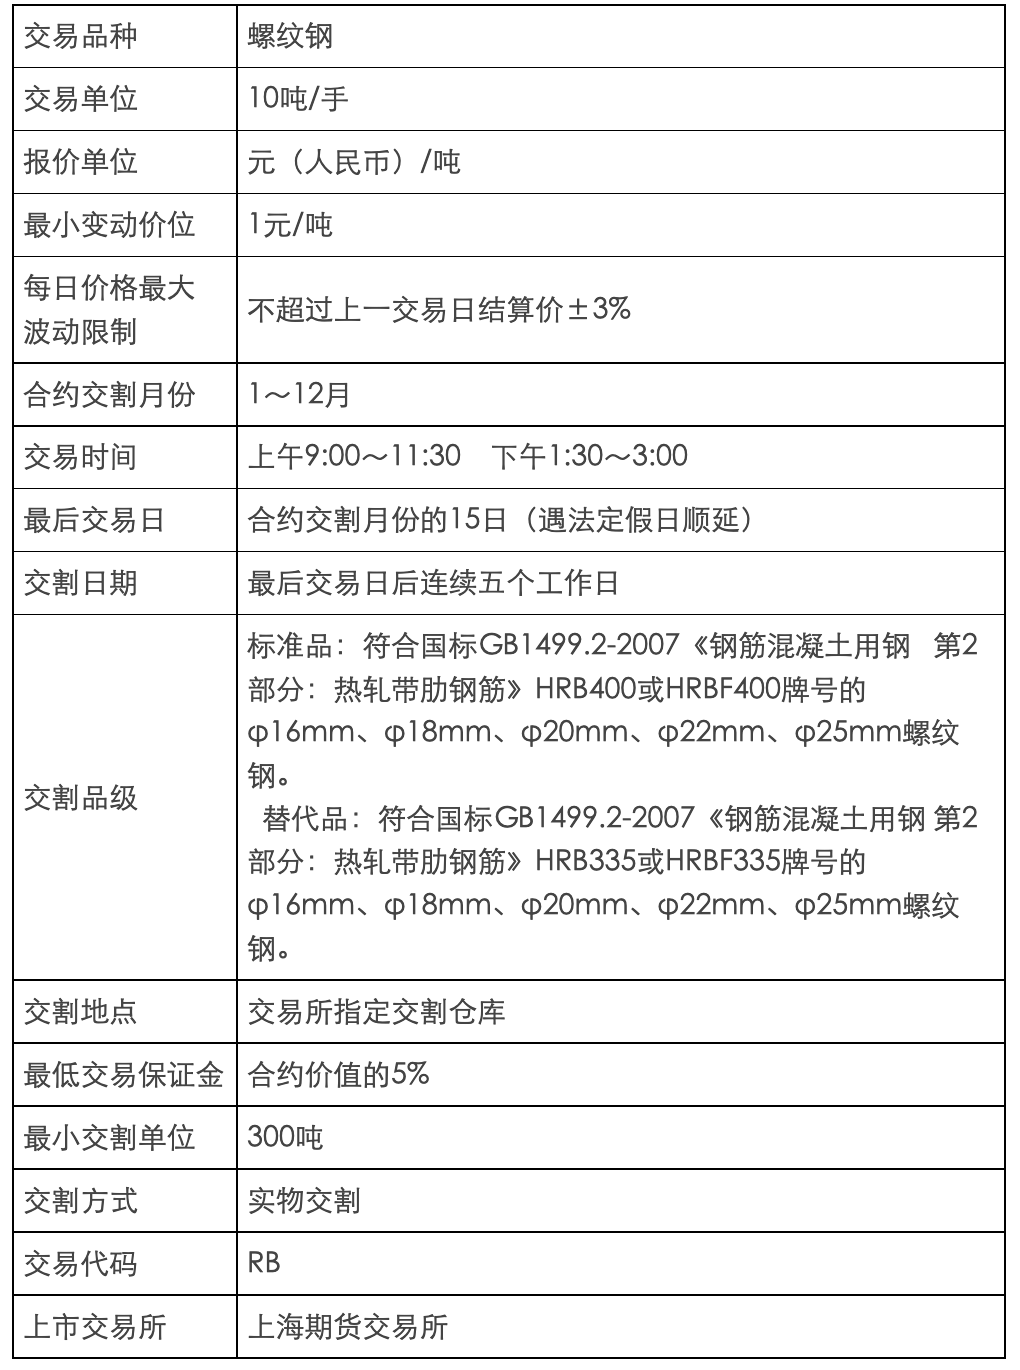 交易品种 螺纹钢
交易单位 10吨/手
报价单位 元（人民币）/吨
最小变动价位 1元/吨
每日价格最大
波动限制
不超过上一交易日结算价±3%
合约交割月份 1～12月
交易时间 上午9:00～11:30 下午1:30～3:00
最后交易日 合约交割月份的15日（遇法定假日顺延）
交割日期 最后交易日后连续五个工作日
交割品级
标准品：符合国标GB1499.2-2007《钢筋混凝土用钢 第2
部分：热轧带肋钢筋》HRB400或HRBF400牌号的
φ16mm、φ18mm、φ20mm、φ22mm、φ25mm螺纹
钢。
替代品：符合国标GB1499.2-2007《钢筋混凝土用钢 第2
部分：热轧带肋钢筋》HRB335或HRBF335牌号的
φ16mm、φ18mm、φ20mm、φ22mm、φ25mm螺纹
钢。
交割地点 交易所指定交割仓库
最低交易保证金 合约价值的5%
最小交割单位 300吨
交割方式 实物交割
交易代码 RB
上市交易所 上海期货交易所